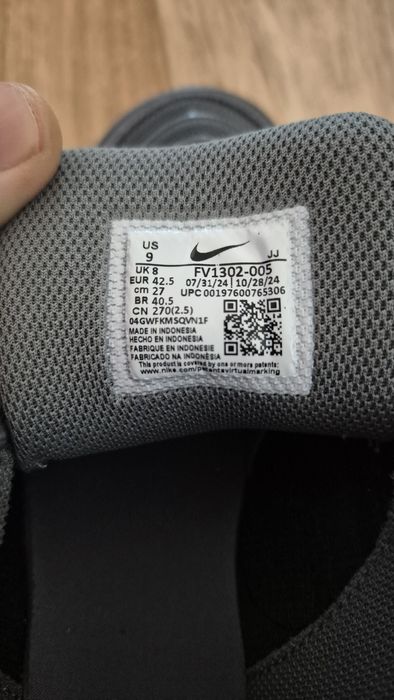 US
9 JJ
UK 8 FV1302-005
EUR 42.5 07/31/24 10/28/24
cm 27 UPC 00197600765306
BR 40.5
CN 270(2.5)
04GWFKMSQVN1F
MADE IN INDONESIA
HECHO EN INDONESIA
FABRIQUE EN INDONESIE
FABRICADO NA INDONÉSIA
This product is covered by one or more patents:
www.nike.com/patentsvirtualmarking